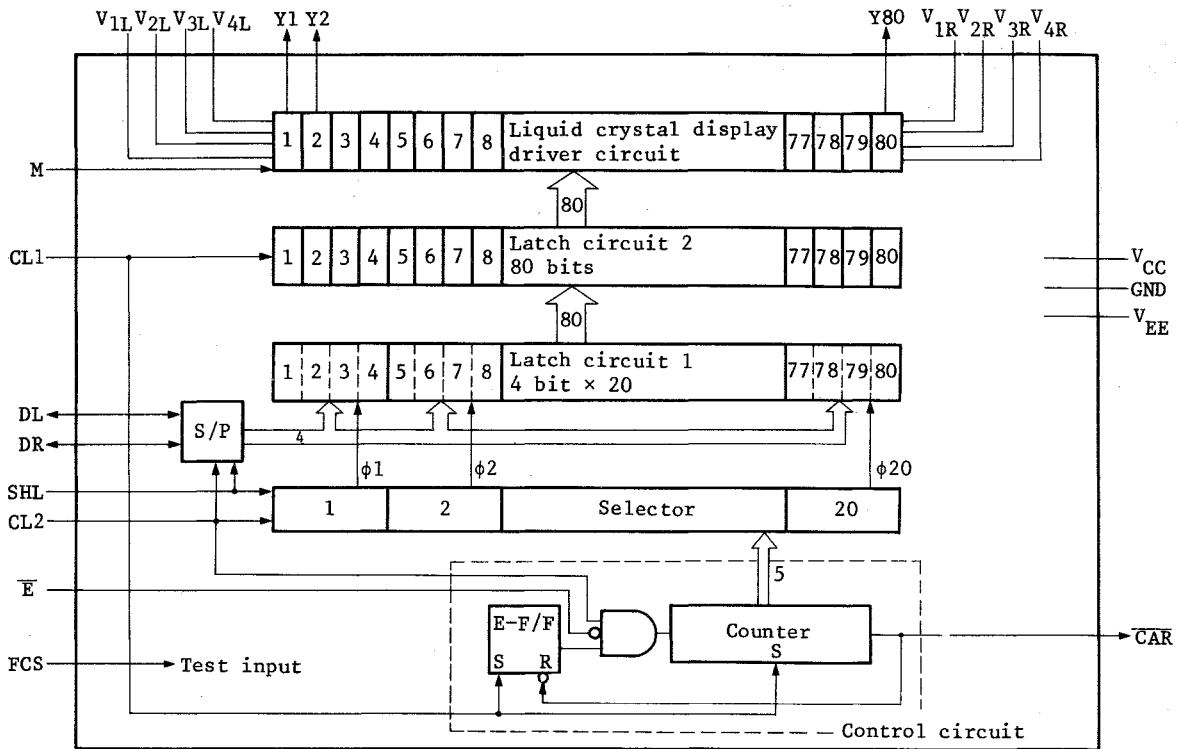 V1L V2L V3L V4L Y1 Y2 Y80 V1R V2R V3R V4R
1 2 3 4 5 6 7 8 Liquid crystal display driver circuit 77 78 79 80
M
80
CL1
1 2 3 4 5 6 7 8 Latch circuit 2 80 bits 77 78 79 80
VCC
GND
VEE
80
1 2 3 4 5 6 7 8 Latch circuit 1 4 bit × 20 77 78 79 80
DL
S/P
4
DR
ϕ1 ϕ2 ϕ20
SHL
1 2 Selector 20
CL2
5
E̅
E-F/F
S R
Counter
S
C̅A̅R̅
FCS Test input
Control circuit